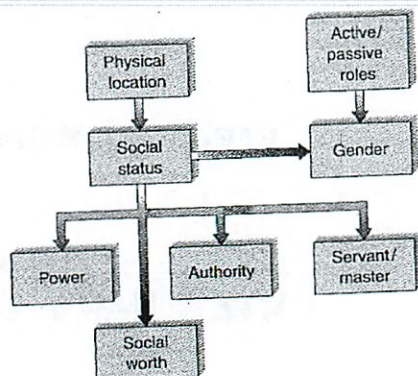 Active/
passive
roles
Physical
location
Social
status
Gender
Power
Authority
Servant/
master
Social
worth